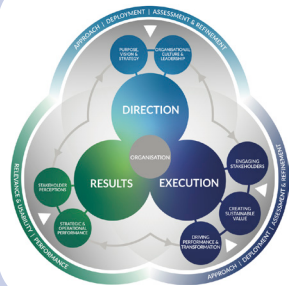 APPROACH | DEPLOYMENT | ASSESSMENT & REFINEMENT
PURPOSE,
VISION &
STRATEGY
ORGANISATIONAL
CULTURE &
LEADERSHIP
DIRECTION
ORGANISATION
RESULTS
EXECUTION
STAKEHOLDER
PERCEPTIONS
STRATEGIC &
OPERATIONAL
PERFORMANCE
ENGAGING
STAKEHOLDERS
CREATING
SUSTAINABLE
VALUE
DRIVING
PERFORMANCE &
TRANSFORMATION
RELEVANCE & USABILITY | PERFORMANCE
APPROACH | DEPLOYMENT | ASSESSMENT & REFINEMENT